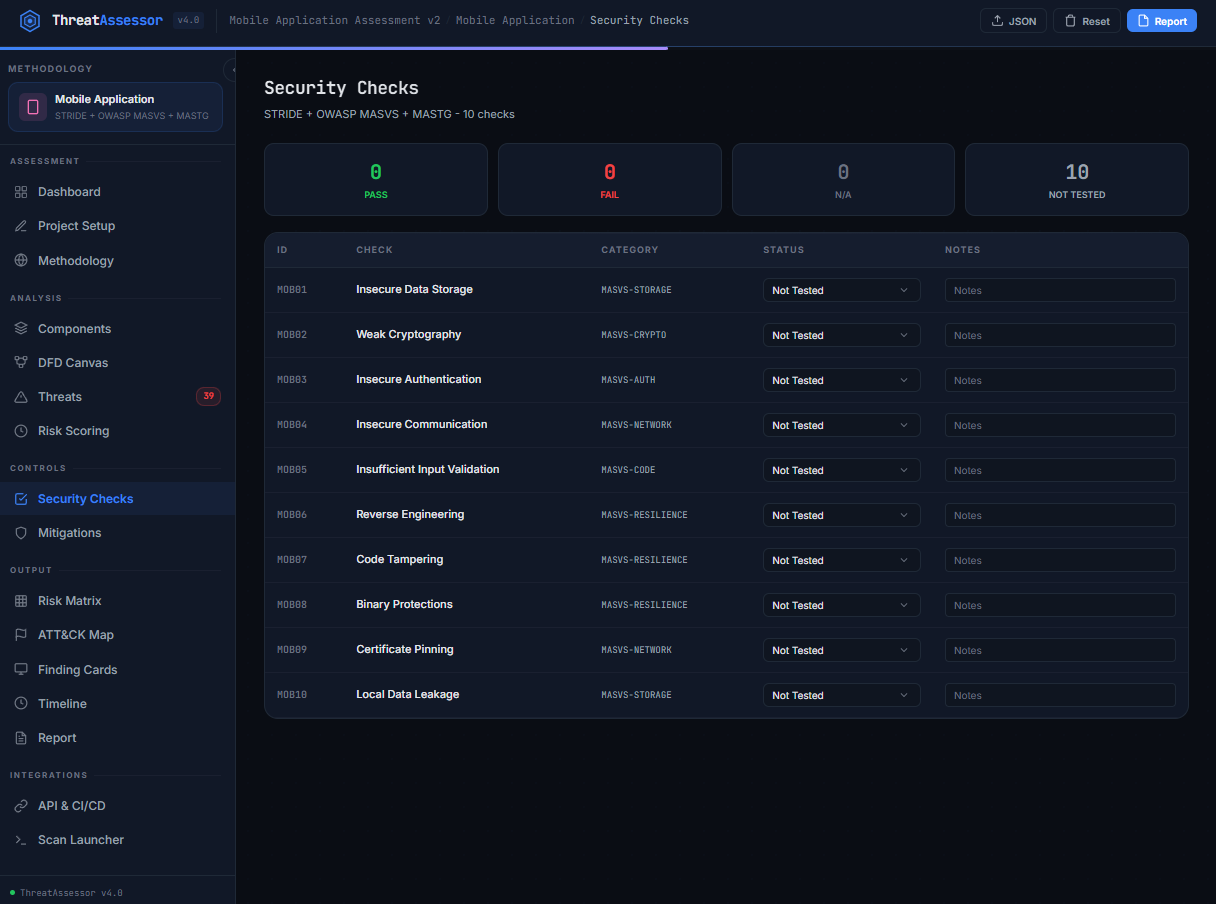 ThreatAssessor v4.0 Mobile Application Assessment v2 / Mobile Application / Security Checks JSON Reset Report
METHODOLOGY
Mobile Application
STRIDE + OWASP MASVS + MASTG
ASSESSMENT
Dashboard
Project Setup
Methodology
ANALYSIS
Components
DFD Canvas
Threats 39
Risk Scoring
CONTROLS
Security Checks
Mitigations
OUTPUT
Risk Matrix
ATT&CK Map
Finding Cards
Timeline
Report
INTEGRATIONS
API & CI/CD
Scan Launcher
ThreatAssessor v4.0
Security Checks
STRIDE + OWASP MASVS + MASTG - 10 checks
0 0 0 10
PASS FAIL N/A NOT TESTED
ID CHECK CATEGORY STATUS NOTES
MOB01 Insecure Data Storage MASVS-STORAGE Not Tested Notes
MOB02 Weak Cryptography MASVS-CRYPTO Not Tested Notes
MOB03 Insecure Authentication MASVS-AUTH Not Tested Notes
MOB04 Insecure Communication MASVS-NETWORK Not Tested Notes
MOB05 Insufficient Input Validation MASVS-CODE Not Tested Notes
MOB06 Reverse Engineering MASVS-RESILIENCE Not Tested Notes
MOB07 Code Tampering MASVS-RESILIENCE Not Tested Notes
MOB08 Binary Protections MASVS-RESILIENCE Not Tested Notes
MOB09 Certificate Pinning MASVS-NETWORK Not Tested Notes
MOB10 Local Data Leakage MASVS-STORAGE Not Tested Notes